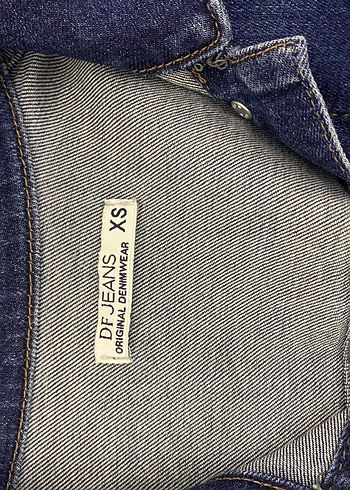 DF JEANS
ORIGINAL DENIMWEAR
XS